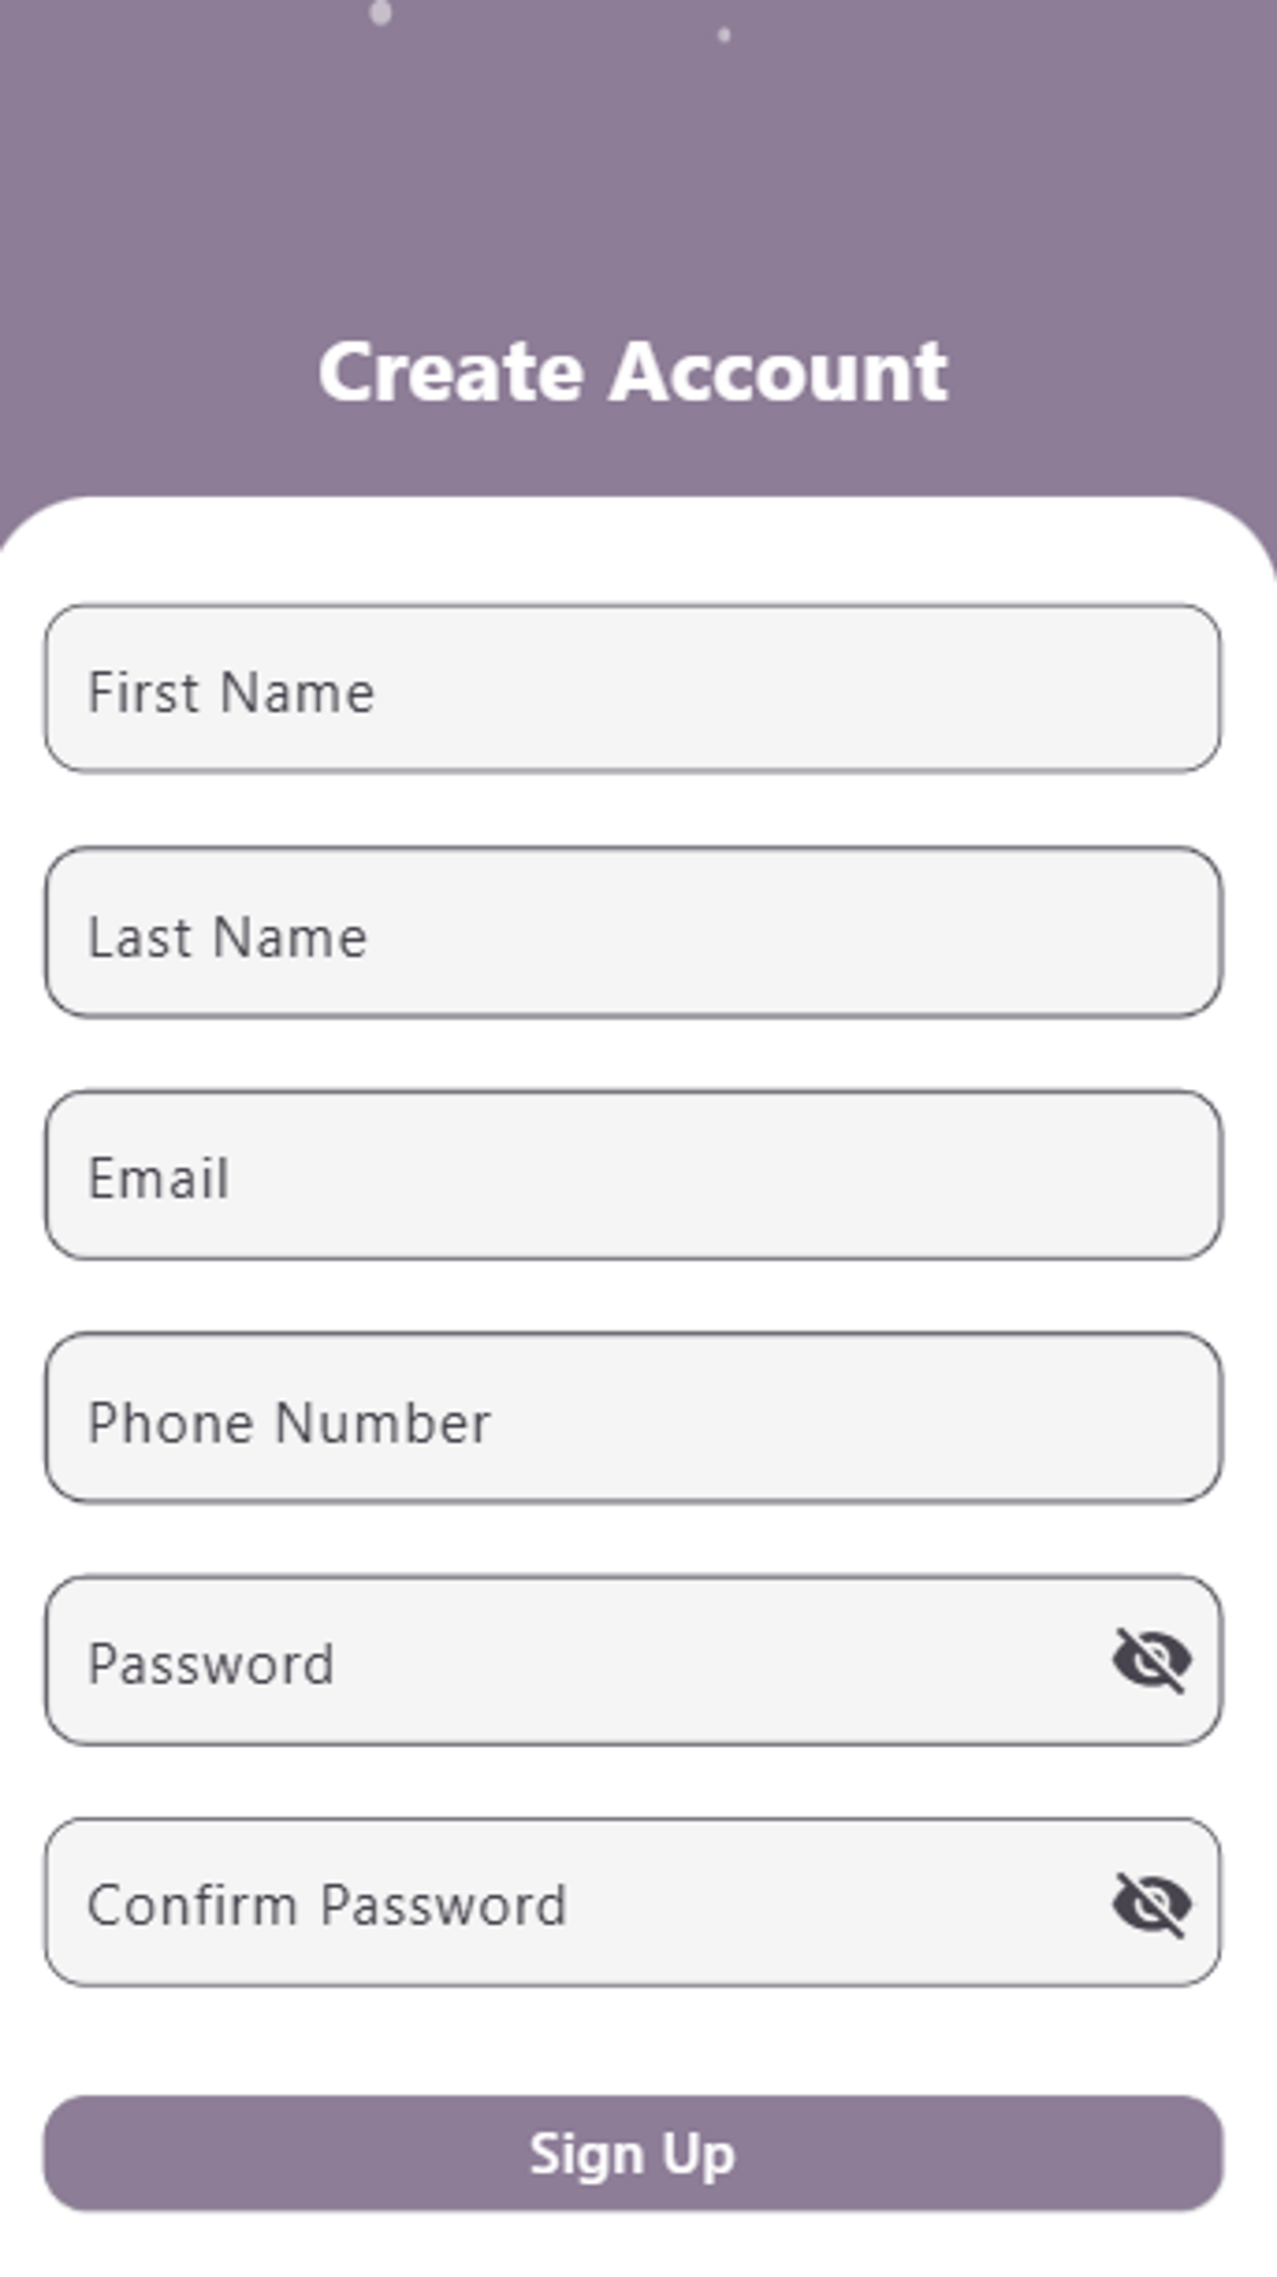 Create Account
First Name
Last Name
Email
Phone Number
Password
Confirm Password
Sign Up